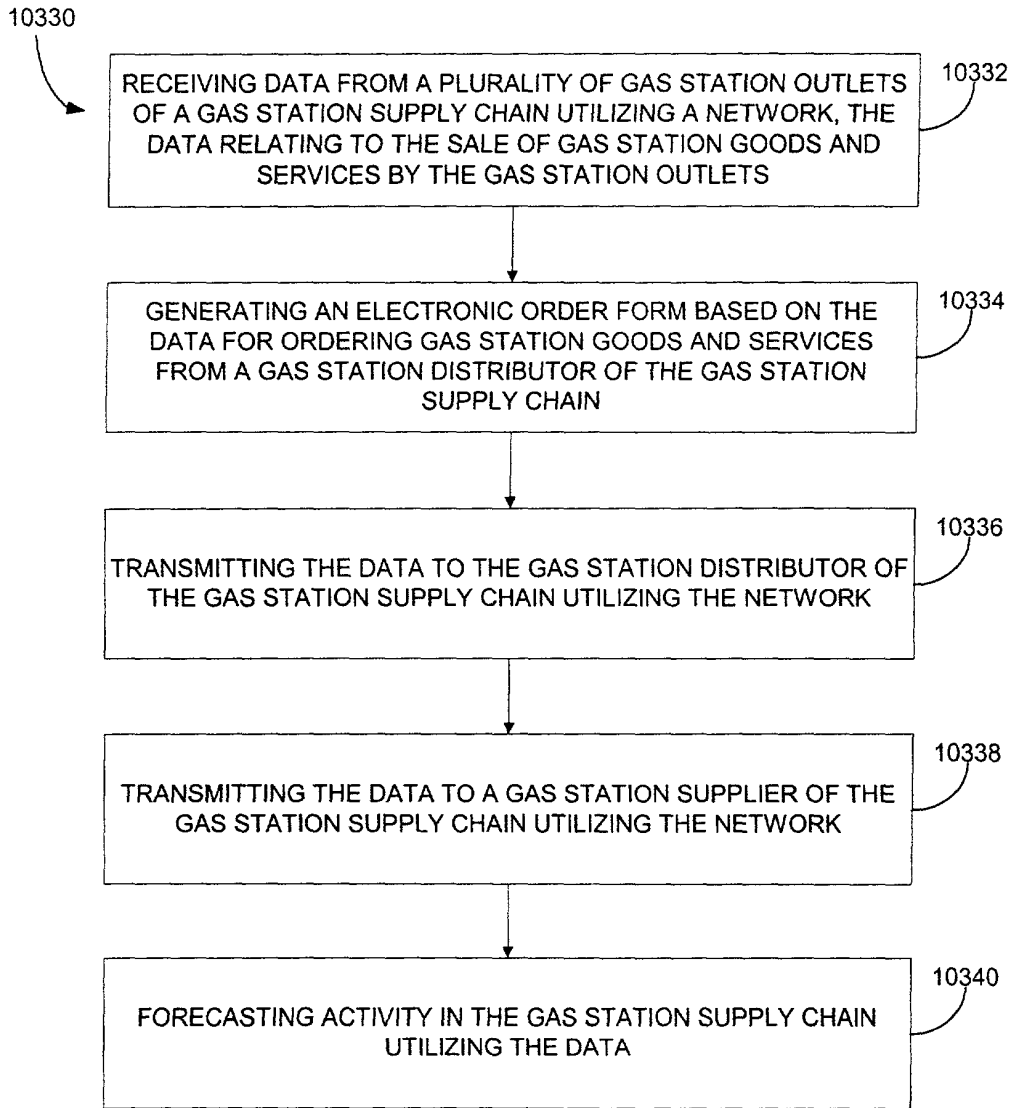 10330
RECEIVING DATA FROM A PLURALITY OF GAS STATION OUTLETS
OF A GAS STATION SUPPLY CHAIN UTILIZING A NETWORK, THE
DATA RELATING TO THE SALE OF GAS STATION GOODS AND
SERVICES BY THE GAS STATION OUTLETS
10332
GENERATING AN ELECTRONIC ORDER FORM BASED ON THE
DATA FOR ORDERING GAS STATION GOODS AND SERVICES
FROM A GAS STATION DISTRIBUTOR OF THE GAS STATION
SUPPLY CHAIN
10334
TRANSMITTING THE DATA TO THE GAS STATION DISTRIBUTOR OF
THE GAS STATION SUPPLY CHAIN UTILIZING THE NETWORK
10336
TRANSMITTING THE DATA TO A GAS STATION SUPPLIER OF THE
GAS STATION SUPPLY CHAIN UTILIZING THE NETWORK
10338
FORECASTING ACTIVITY IN THE GAS STATION SUPPLY CHAIN
UTILIZING THE DATA
10340